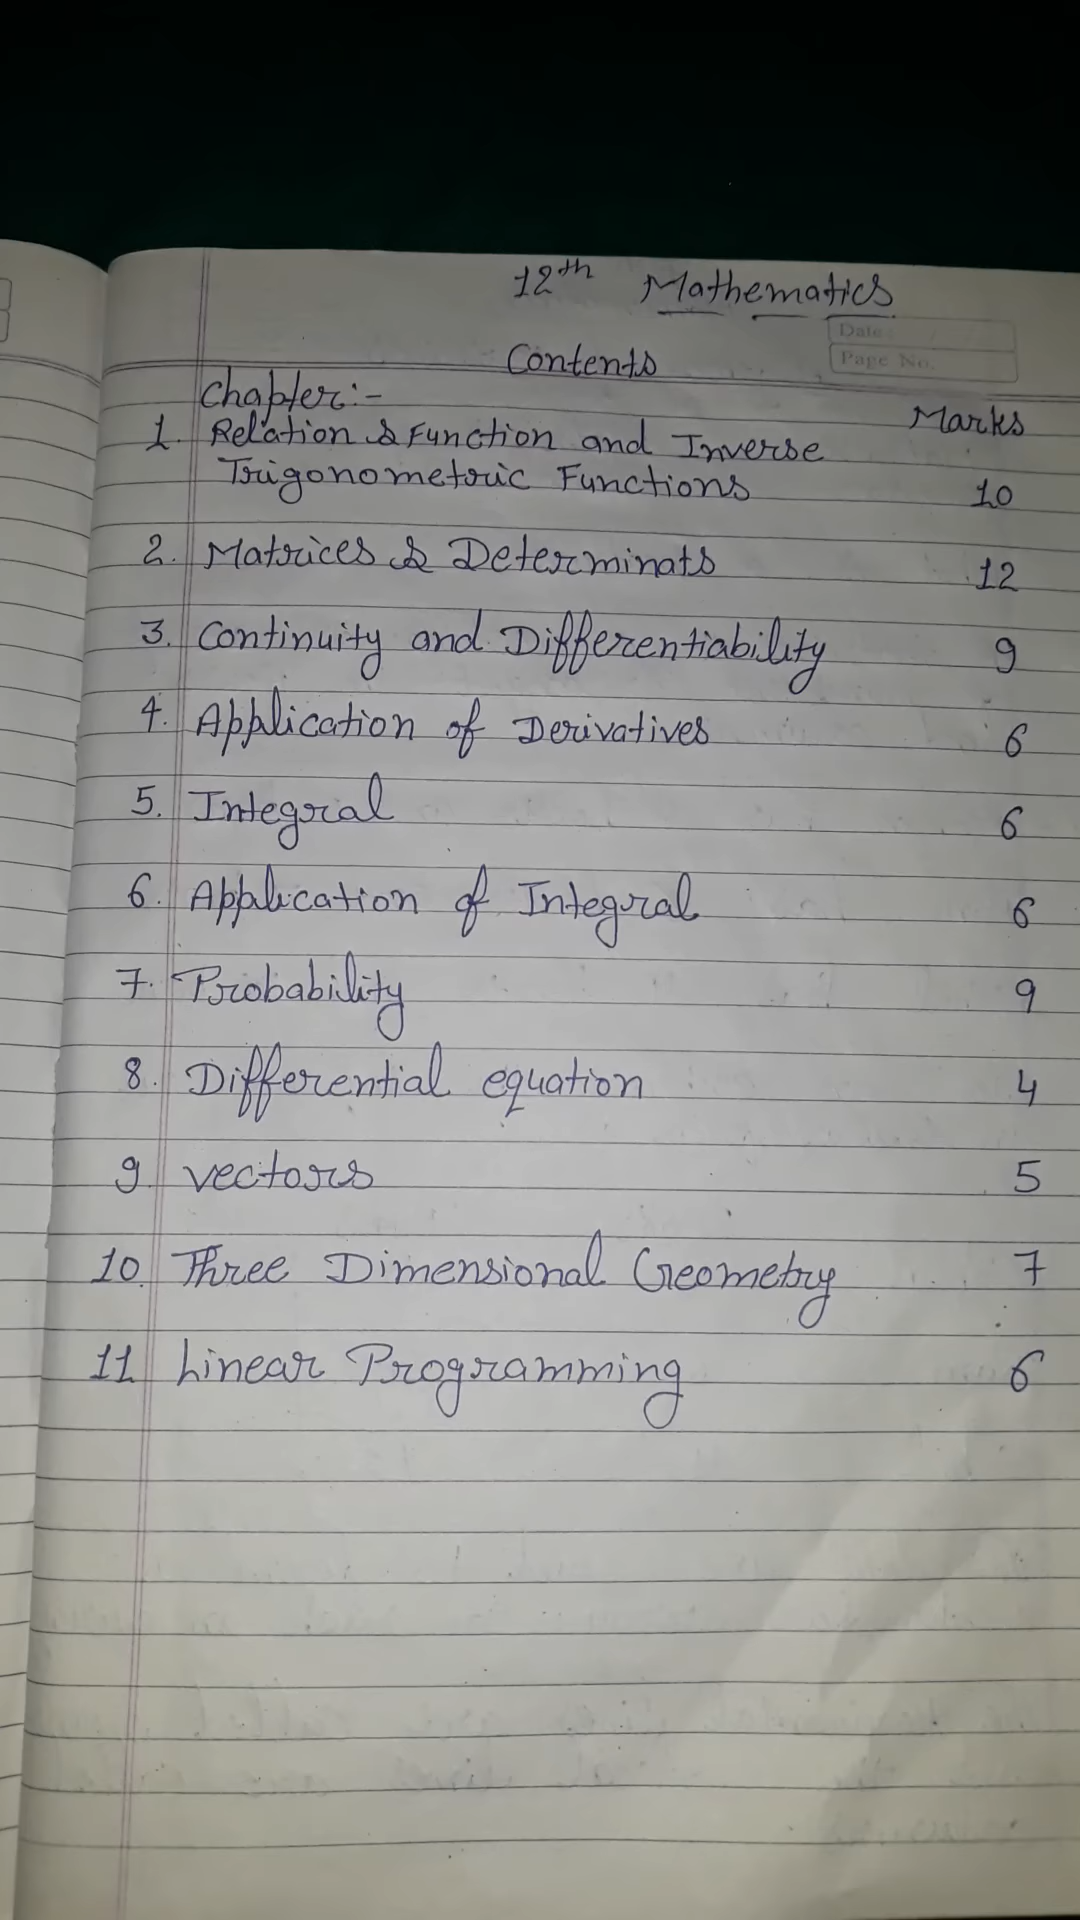 12th Mathematics
Date:
Page No.
Contents
Chapter:-
Marks
1. Relation & Function and Inverse
Trigonometric Functions 10
2. Matrices & Determinats 12
3. Continuity and Differentiability 9
4. Application of Derivatives 6
5. Integral 6
6. Application of Integral 6
7. Probability 9
8. Differential equation 4
9. vectors 5
10. Three Dimensional Geometry 7
11 Linear Programming 6